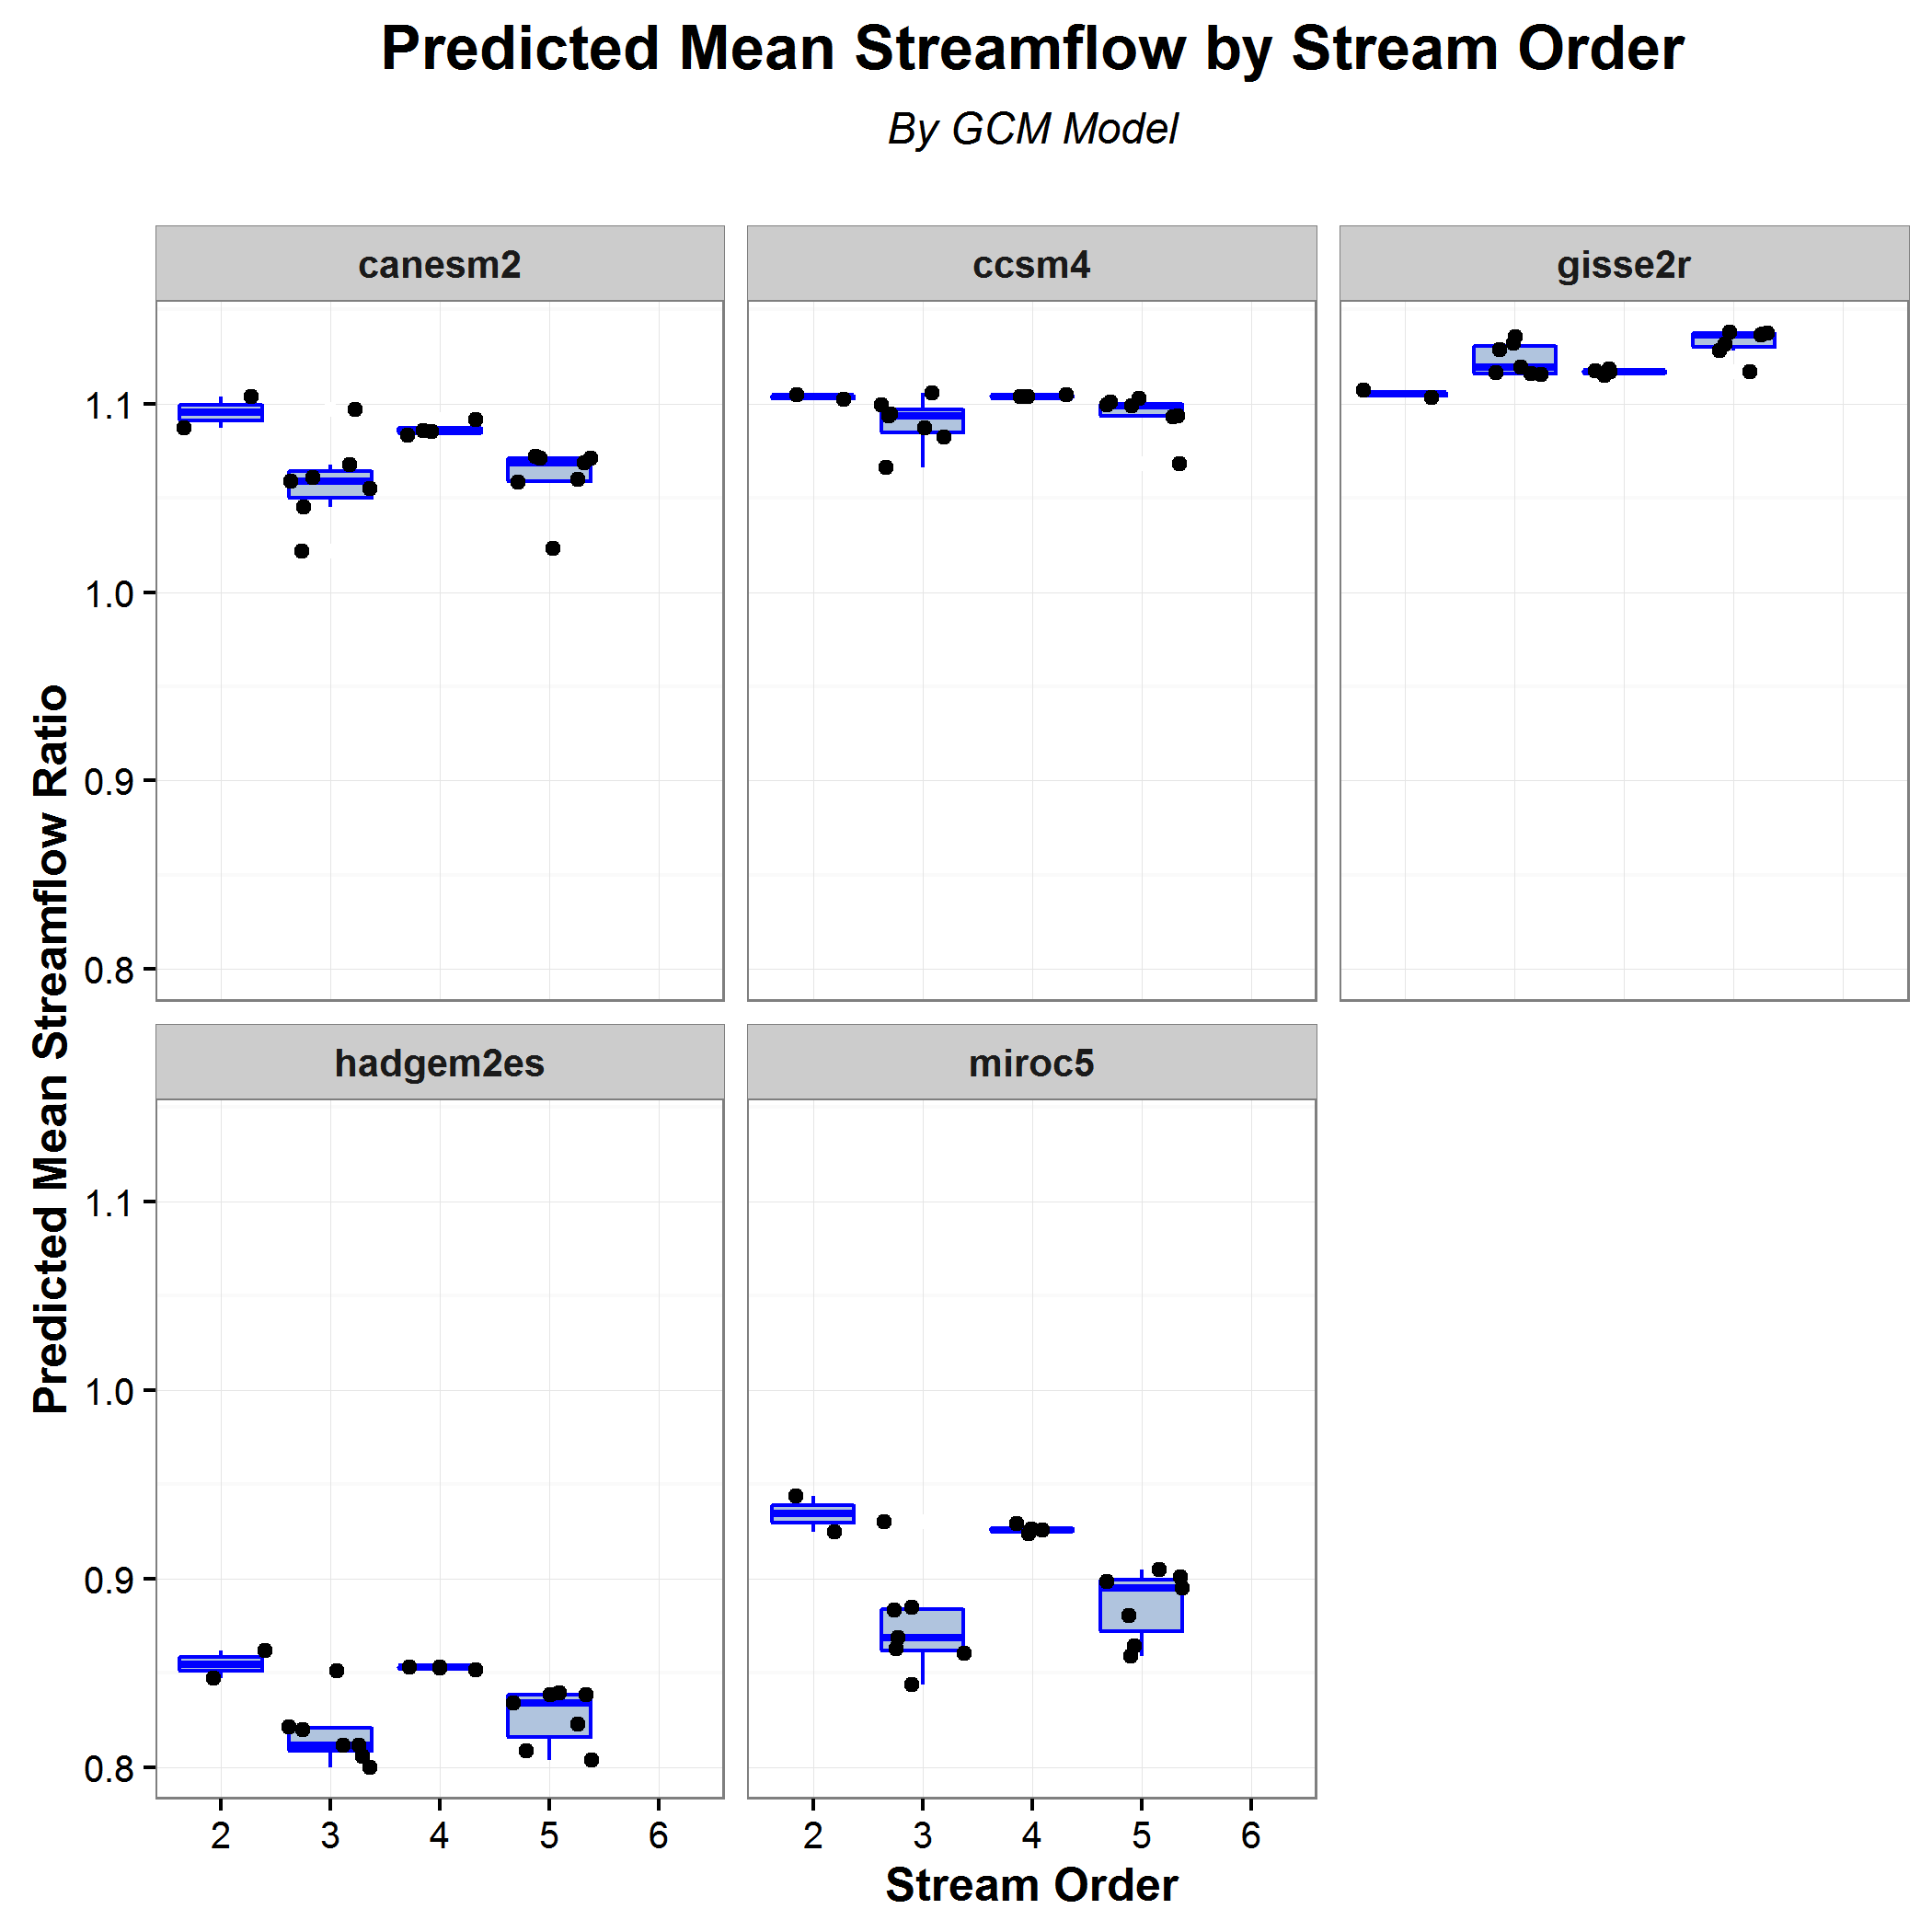 Predicted Mean Streamflow by Stream Order
By GCM Model
canesm2
ccsm4
gisse2r
1.1
1.0
0.9
0.8
Predicted Mean Streamflow Ratio
hadgem2es
miroc5
1.1
1.0
0.9
0.8
2 3 4 5 6
2 3 4 5 6
Stream Order